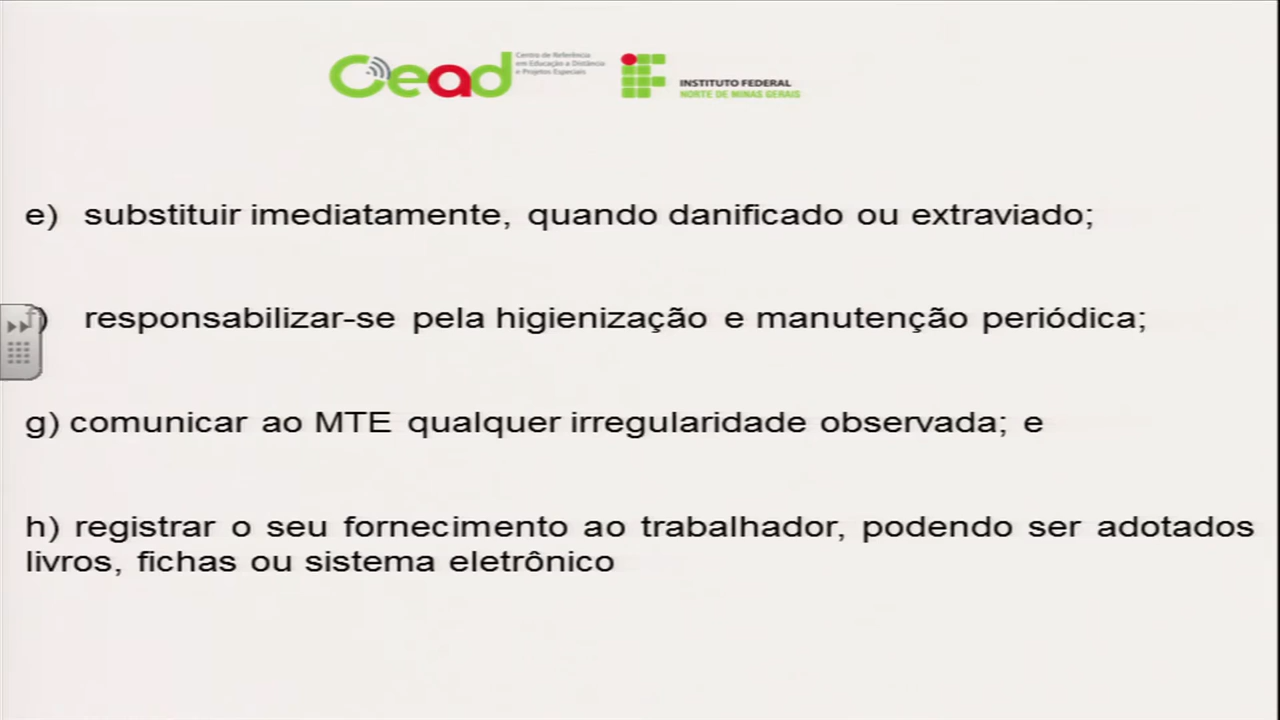 Cead
Centro de Referência
em Educação a Distância
e Projetos Especiais
IF
INSTITUTO FEDERAL
NORTE DE MINAS GERAIS
e) substituir imediatamente, quando danificado ou extraviado;
f) responsabilizar-se pela higienização e manutenção periódica;
g) comunicar ao MTE qualquer irregularidade observada; e
h) registrar o seu fornecimento ao trabalhador, podendo ser adotados
livros, fichas ou sistema eletrônico